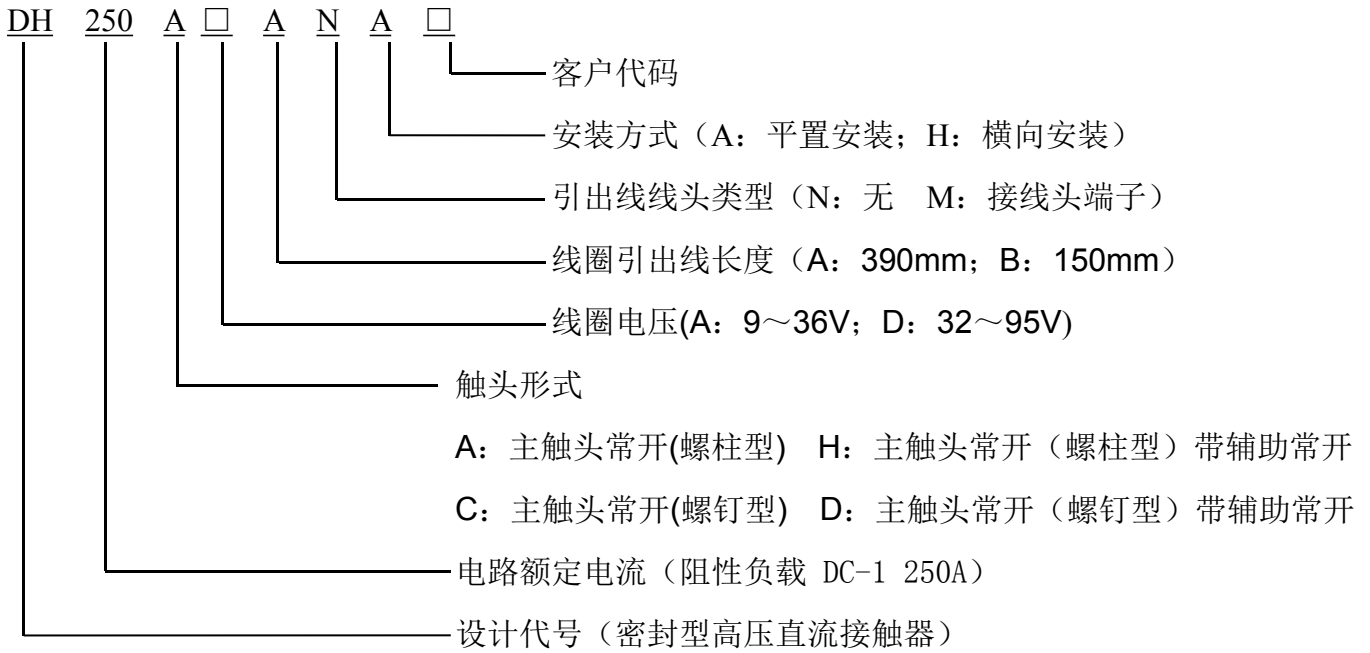 DH 250 A □ A N A □
客户代码
安装方式（A：平置安装；H：横向安装）
引出线线头类型（N：无 M：接线头端子）
线圈引出线长度（A：390mm；B：150mm）
线圈电压(A：9～36V；D：32～95V)
触头形式
A：主触头常开(螺柱型) H：主触头常开（螺柱型）带辅助常开
C：主触头常开(螺钉型) D：主触头常开（螺钉型）带辅助常开
电路额定电流（阻性负载 DC-1 250A）
设计代号（密封型高压直流接触器）